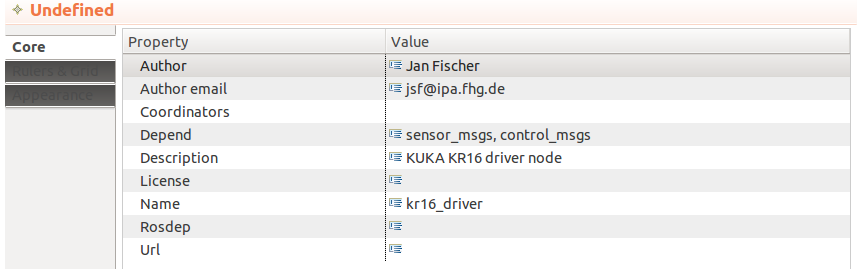 Undefined
Core
Rulers & Grid
Appearance
Property Value
Author Jan Fischer
Author email jsf@ipa.fhg.de
Coordinators
Depend sensor_msgs, control_msgs
Description KUKA KR16 driver node
License
Name kr16_driver
Rosdep
Url